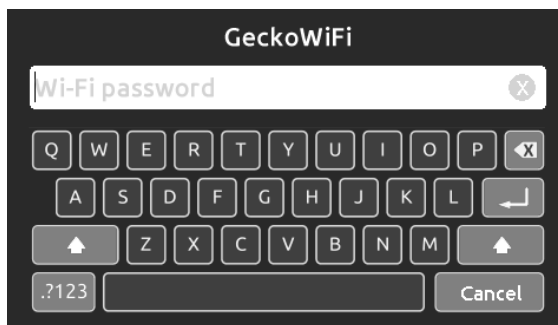 GeckoWiFi
Wi-Fi password
X
Q W E R T Y U I O P X
A S D F G H J K L
Z X C V B N M
.?123 Cancel